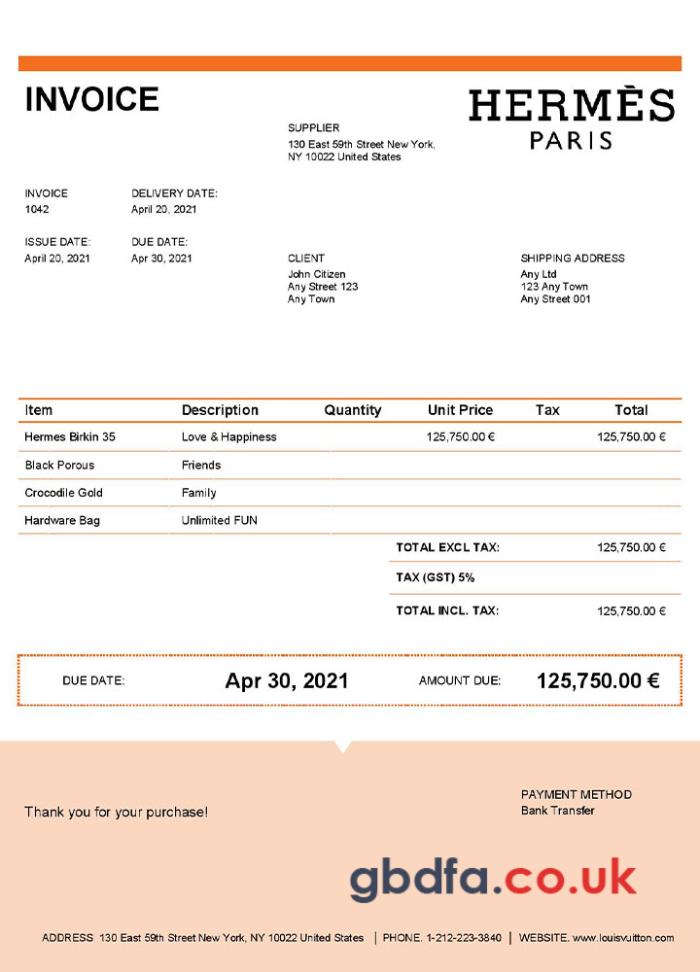 INVOICE
HERMÈS
PARIS
SUPPLIER
130 East 59th Street New York,
NY 10022 United States
INVOICE DELIVERY DATE:
1042 April 20, 2021
ISSUE DATE: DUE DATE:
April 20, 2021 Apr 30, 2021
CLIENT SHIPPING ADDRESS
John Citizen Any Ltd
Any Street 123 123 Any Town
Any Town Any Street 001
Item Description Quantity Unit Price Tax Total
Hermes Birkin 35 Love & Happiness 125,750.00 € 125,750.00 €
Black Porous Friends
Crocodile Gold Family
Hardware Bag Unlimited FUN
TOTAL EXCL TAX: 125,750.00 €
TAX (GST) 5%
TOTAL INCL. TAX: 125,750.00 €
DUE DATE: Apr 30, 2021 AMOUNT DUE: 125,750.00 €
PAYMENT METHOD
Thank you for your purchase! Bank Transfer
gbdfa.co.uk
ADDRESS 130 East 59th Street New York, NY 10022 United States | PHONE. 1-212-223-3840 | WEBSITE. www.louisvuitton.com